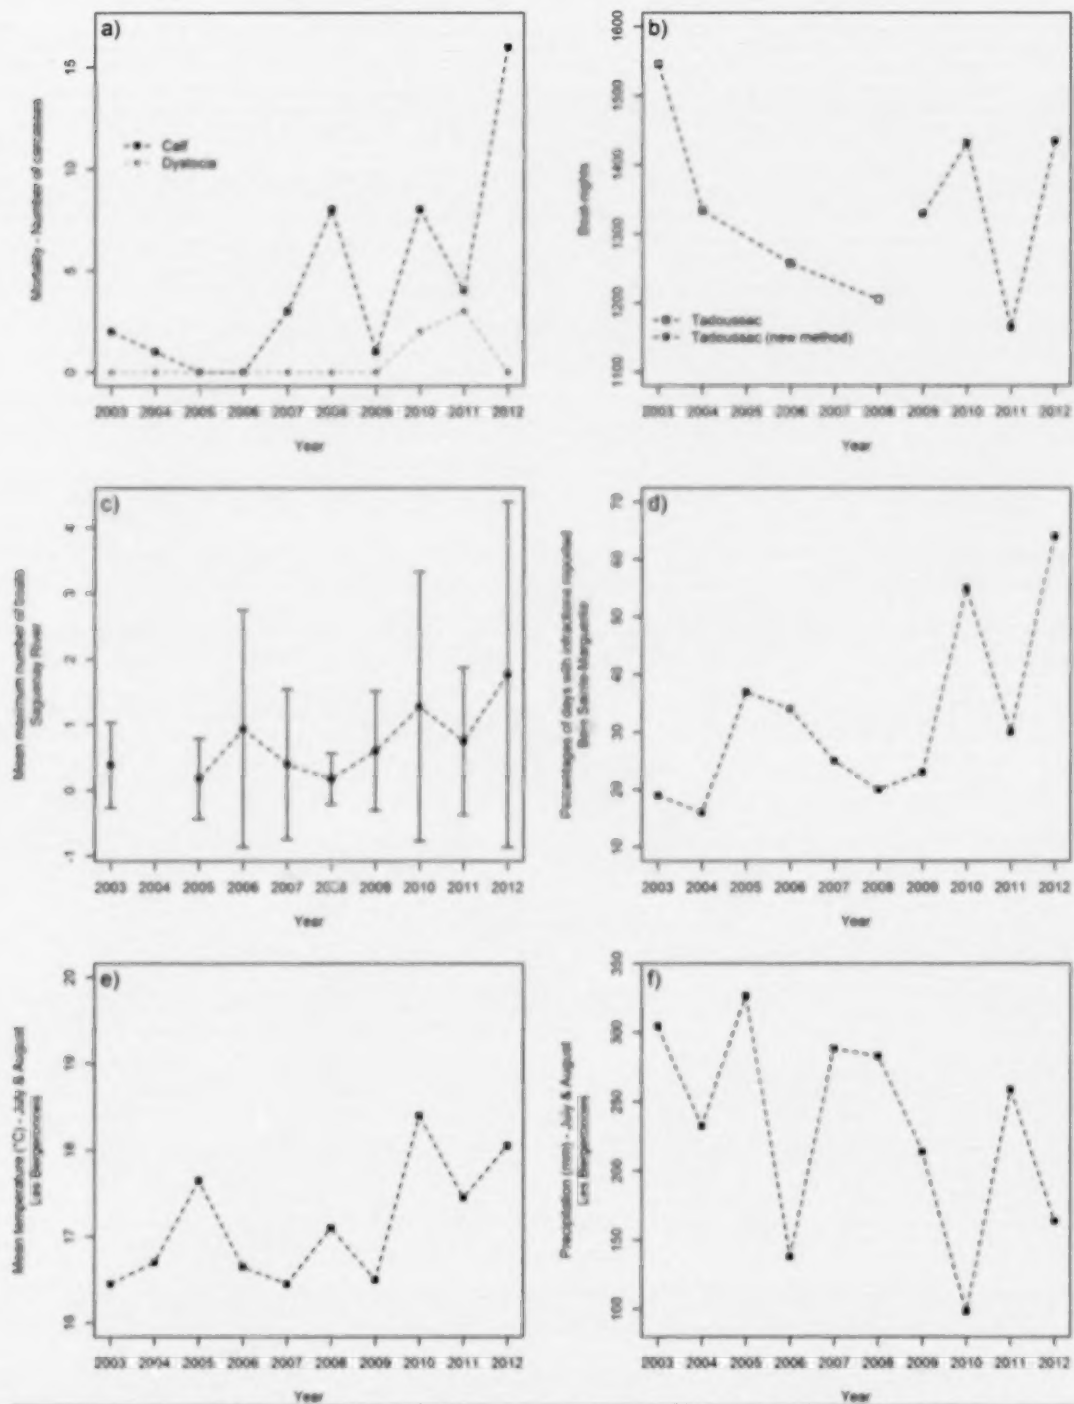 a)
Mortality - Number of carcasses
15
10
5
0
Calf
Dystocia
2003 2004 2005 2006 2007 2008 2009 2010 2011 2012
Year
b)
Boat-nights
1600
1500
1400
1300
1200
1100
Tadoussac
Tadoussac (new method)
2003 2004 2005 2006 2008 2009 2010 2011 2012
Year
c)
Mean maximum number of boats
Saguenay River
4
3
2
1
0
-1
2003 2004 2005 2006 2007 2008 2009 2010 2011 2012
Year
d)
Percentages of days with infractions reported
Baie Sainte-Marguerite
70
60
50
40
30
20
10
2003 2004 2005 2006 2007 2008 2009 2010 2011 2012
Year
e)
Mean temperature (°C) - July & August
Les Bergeronnes
20
19
18
17
16
2003 2004 2005 2006 2007 2008 2009 2010 2011 2012
Year
f)
Precipitation (mm) - July & August
Les Bergeronnes
350
300
250
200
150
100
2003 2004 2005 2006 2007 2008 2009 2010 2011 2012
Year